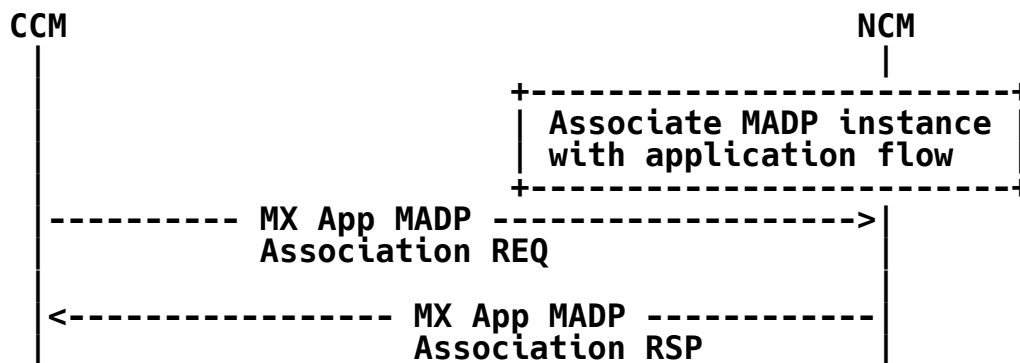 CCM NCM
Associate MADP instance
with application flow
MX App MADP
Association REQ
MX App MADP
Association RSP